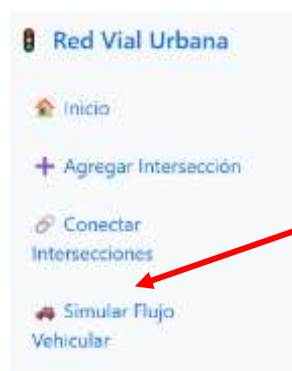 Red Vial Urbana
Inicio
Agregar Intersección
Conectar
Intersecciones
Simular Flujo
Vehicular